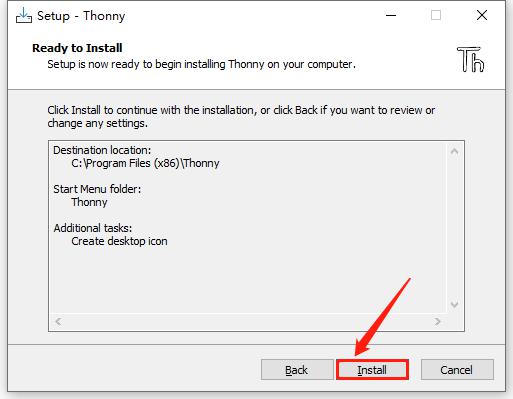 Setup - Thonny
Ready to Install
Setup is now ready to begin installing Thonny on your computer.
Th
Click Install to continue with the installation, or click Back if you want to review or
change any settings.
Destination location:
C:\Program Files (x86)\Thonny
Start Menu folder:
Thonny
Additional tasks:
Create desktop icon
Back
Install
Cancel